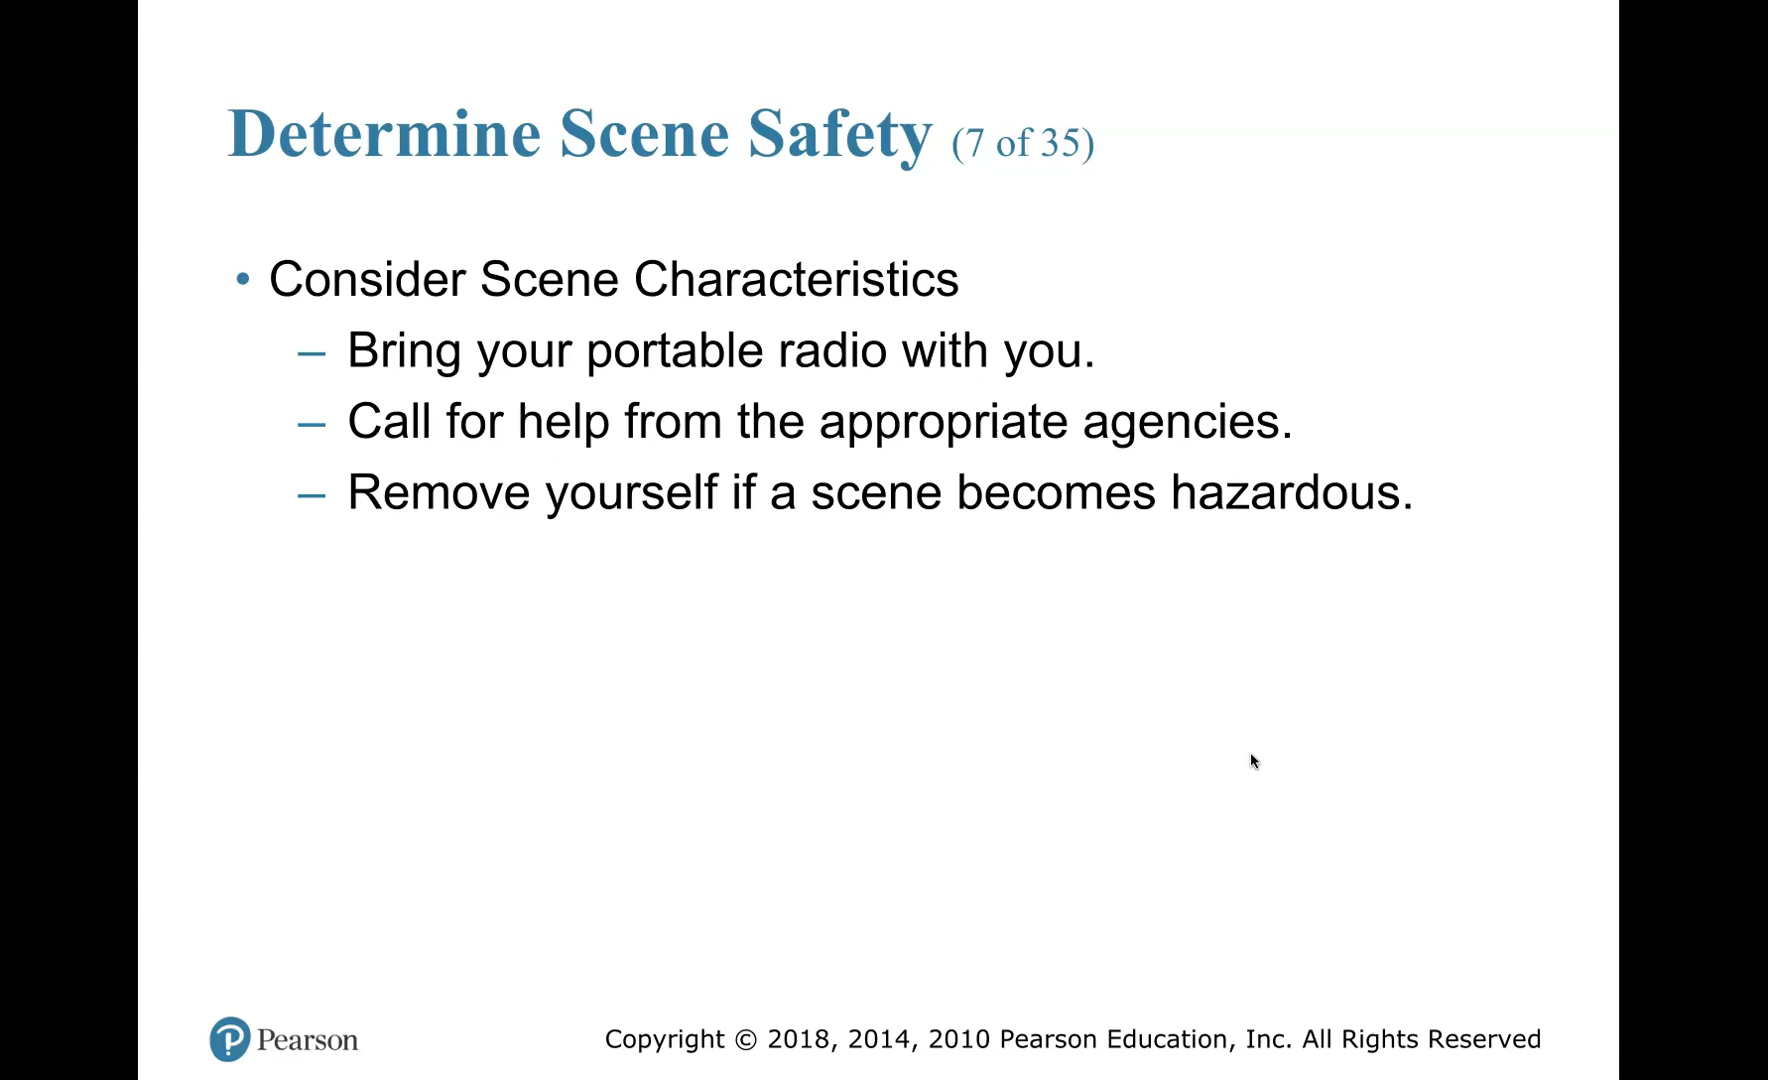 Determine Scene Safety (7 of 35)
• Consider Scene Characteristics
– Bring your portable radio with you.
– Call for help from the appropriate agencies.
– Remove yourself if a scene becomes hazardous.
Pearson
Copyright © 2018, 2014, 2010 Pearson Education, Inc. All Rights Reserved